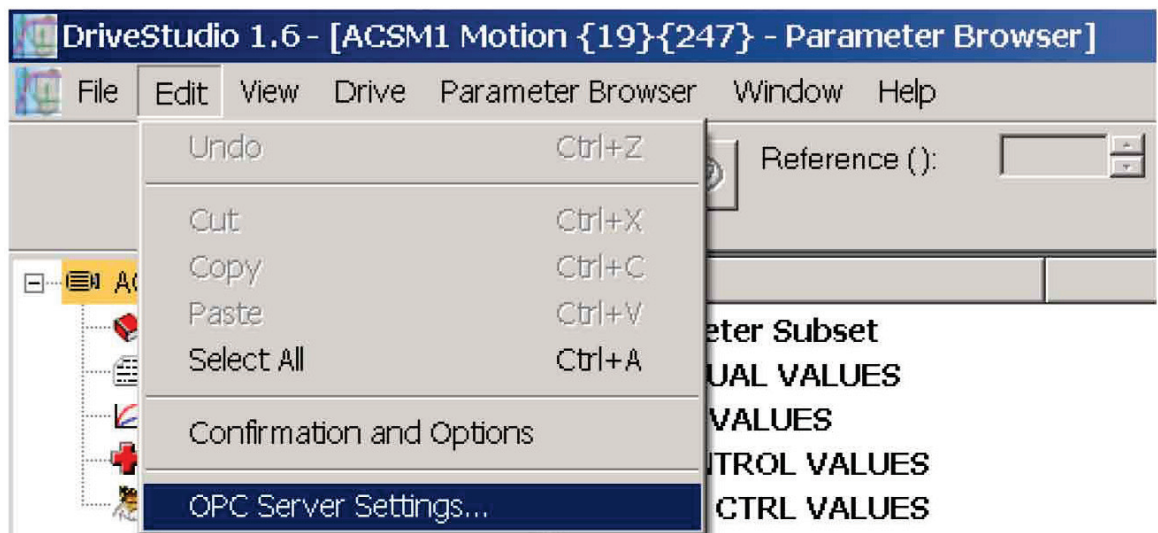 DriveStudio 1.6 - [ACSM1 Motion {19}{247} - Parameter Browser]
File Edit View Drive Parameter Browser Window Help
Undo Ctrl+Z
Reference ():
Cut Ctrl+X
Copy Ctrl+C
Paste Ctrl+V
eter Subset
Select All Ctrl+A
UAL VALUES
VALUES
Confirmation and Options
ITROL VALUES
OPC Server Settings...
CTRL VALUES